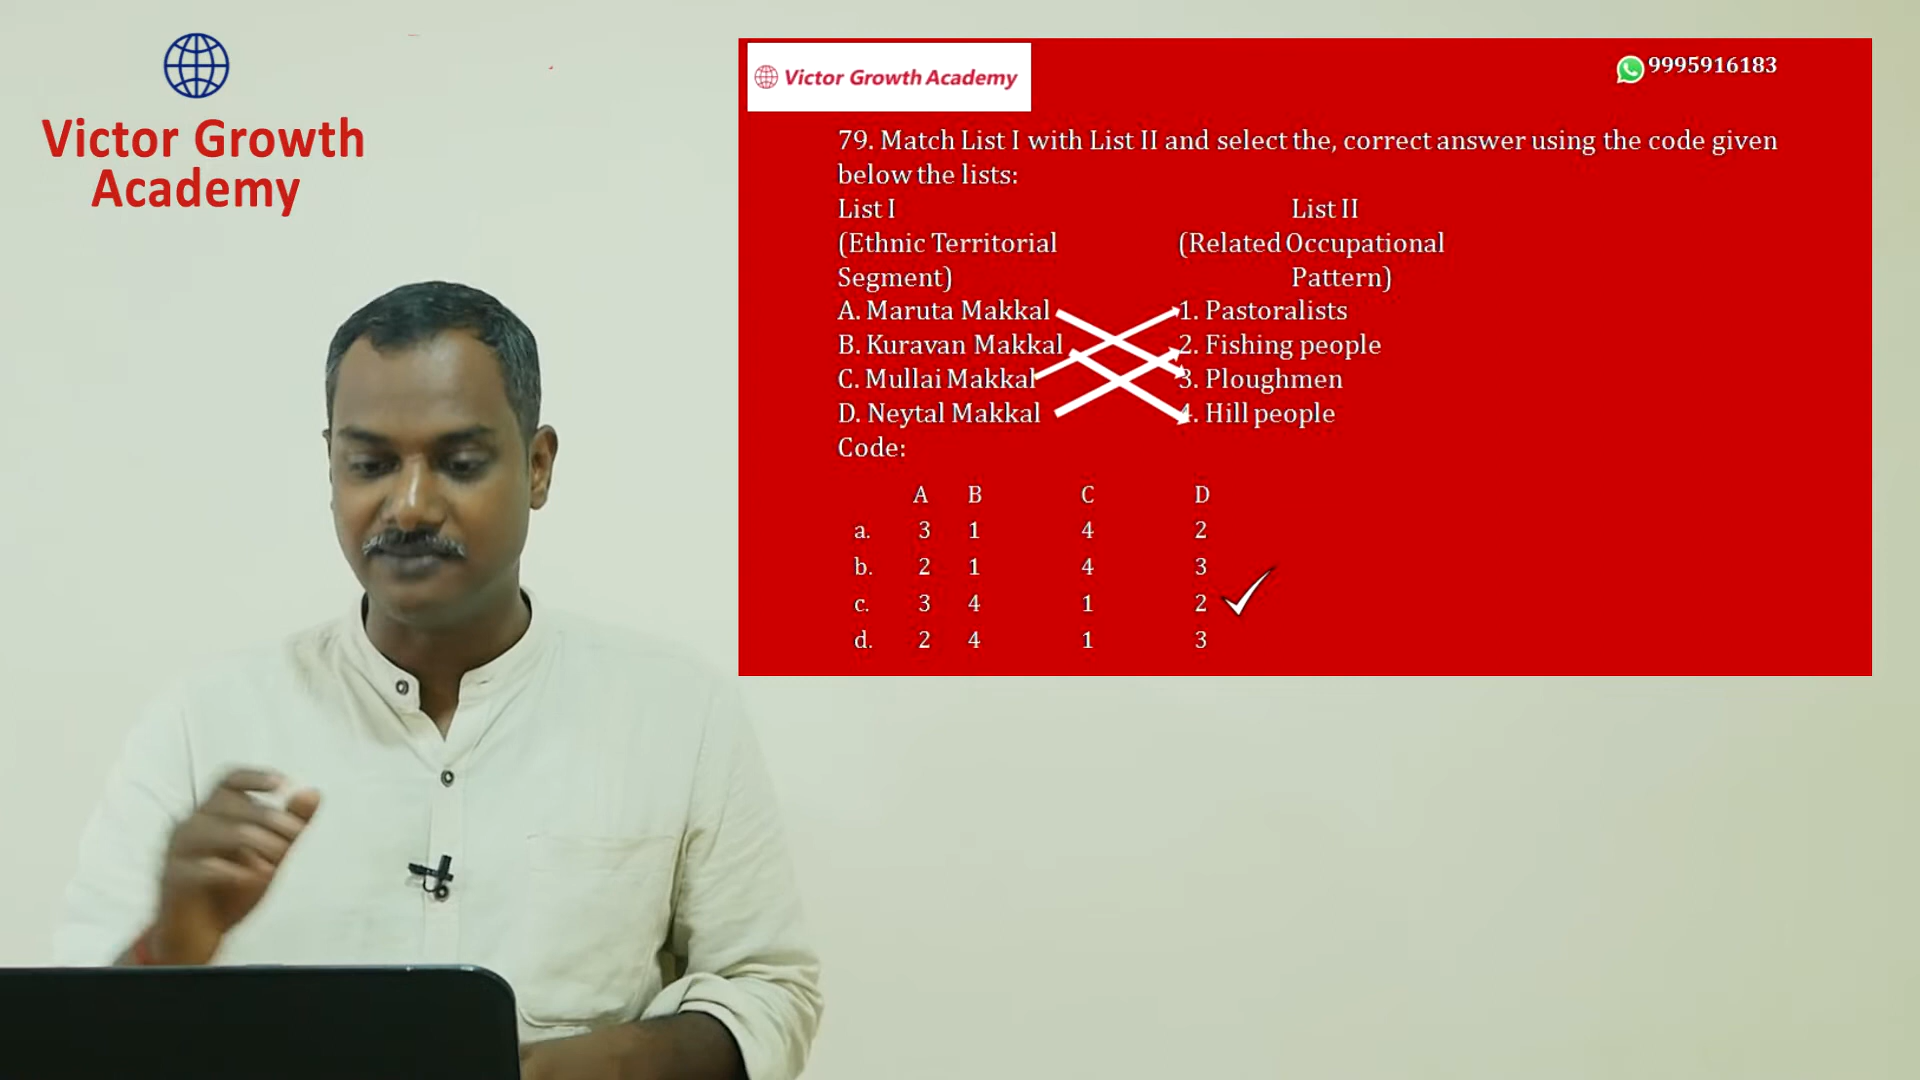 Victor Growth
Academy
Victor Growth Academy
9995916183
79. Match List I with List II and select the, correct answer using the code given
below the lists:
List I List II
(Ethnic Territorial (Related Occupational
Segment) Pattern)
A. Maruta Makkal 1. Pastoralists
B. Kuravan Makkal 2. Fishing people
C. Mullai Makkal 3. Ploughmen
D. Neytal Makkal 4. Hill people
Code:
A B C D
a. 3 1 4 2
b. 2 1 4 3
c. 3 4 1 2
d. 2 4 1 3